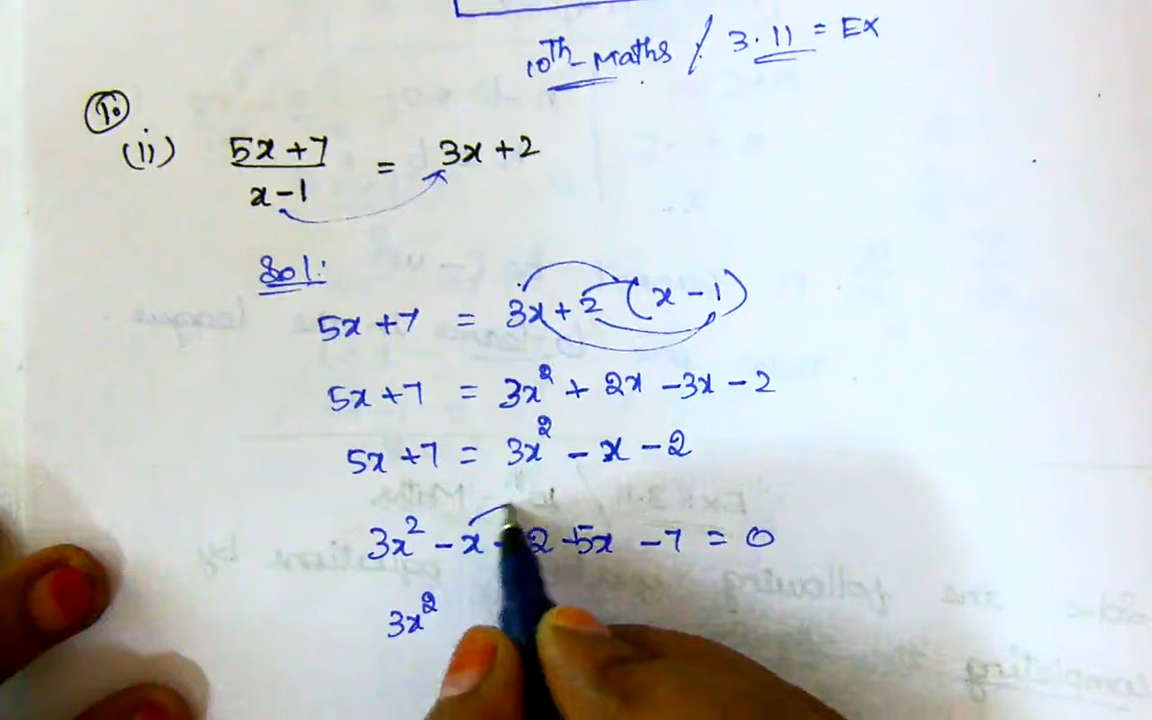 10th Maths / 3.11 = Ex
1.
(ii) 5x+7 / x-1 = 3x+2
Sol:
5x+7 = 3x+2 (x-1)
5x+7 = 3x² + 2x -3x -2
5x+7 = 3x² - x - 2
3x² - x - 2 -5x -7 = 0
3x²